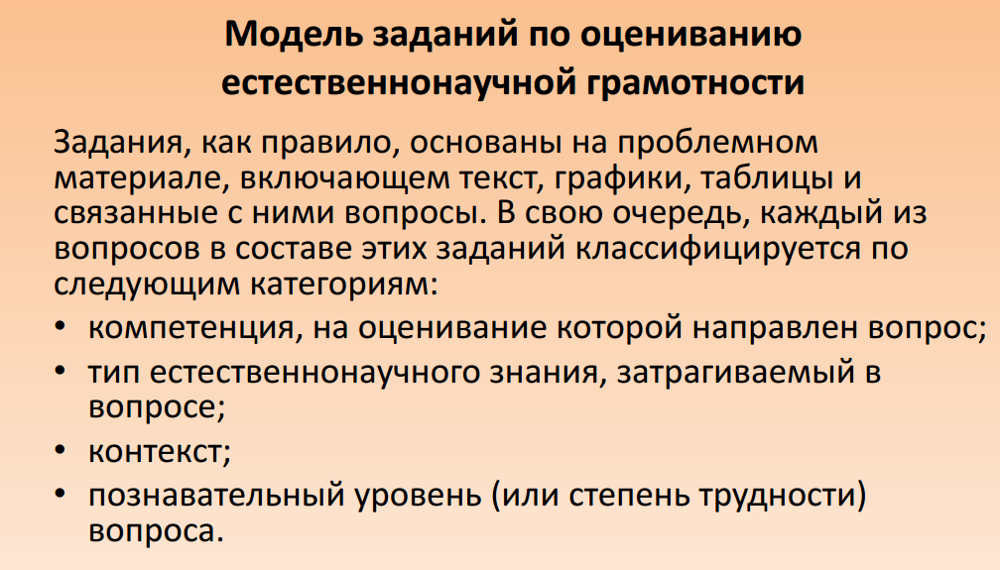 Модель заданий по оцениванию
естественнонаучной грамотности
Задания, как правило, основаны на проблемном
материале, включающем текст, графики, таблицы и
связанные с ними вопросы. В свою очередь, каждый из
вопросов в составе этих заданий классифицируется по
следующим категориям:
• компетенция, на оценивание которой направлен вопрос;
• тип естественнонаучного знания, затрагиваемый в
вопросе;
• контекст;
• познавательный уровень (или степень трудности)
вопроса.